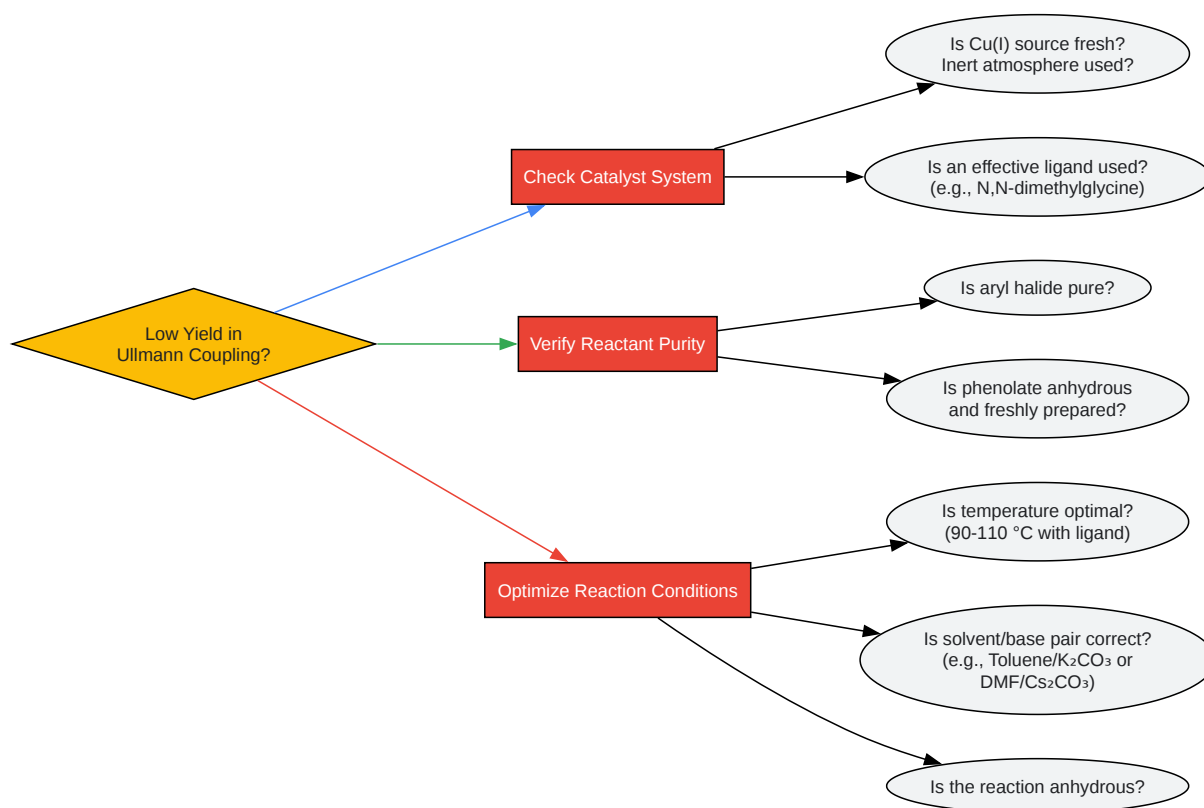 Low Yield in
Ullmann Coupling?
Check Catalyst System
Is Cu(I) source fresh?
Inert atmosphere used?
Is an effective ligand used?
(e.g., N,N-dimethylglycine)
Verify Reactant Purity
Is aryl halide pure?
Is phenolate anhydrous
and freshly prepared?
Optimize Reaction Conditions
Is temperature optimal?
(90-110 °C with ligand)
Is solvent/base pair correct?
(e.g., Toluene/K₂CO₃ or
DMF/Cs₂CO₃)
Is the reaction anhydrous?